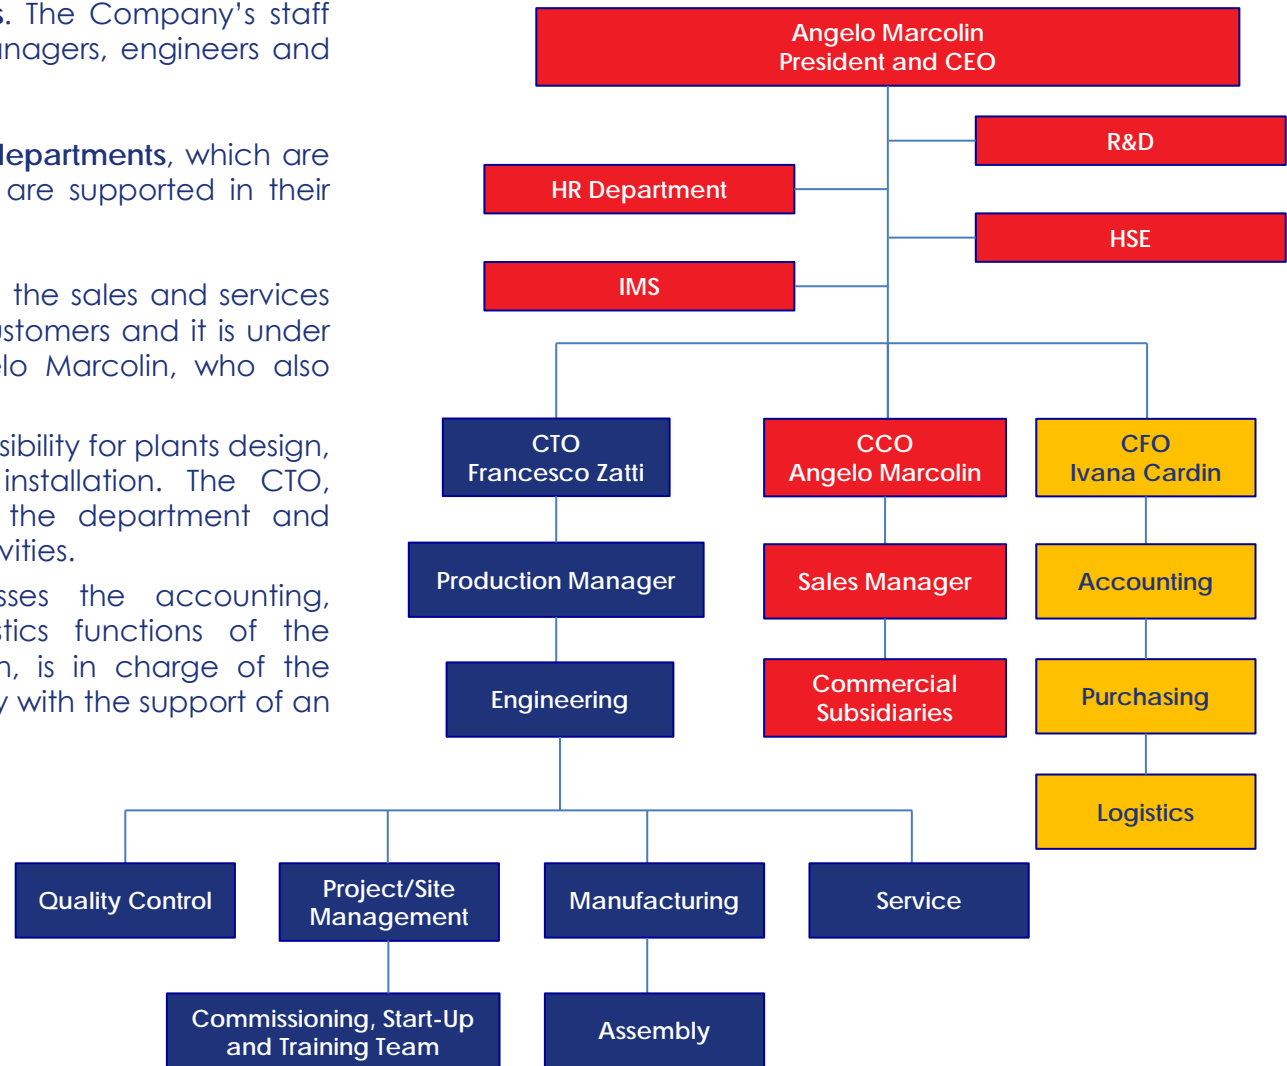 s. The Company’s staff
nagers, engineers and
departments, which are
are supported in their
the sales and services
ustomers and it is under
elo Marcolin, who also
sibility for plants design,
installation. The CTO,
the department and
vities.
sses the accounting,
stics functions of the
n, is in charge of the
y with the support of an
Angelo Marcolin
President and CEO
R&D
HR Department
HSE
IMS
CTO
Francesco Zatti
CCO
Angelo Marcolin
CFO
Ivana Cardin
Production Manager
Sales Manager
Accounting
Engineering
Commercial
Subsidiaries
Purchasing
Logistics
Quality Control
Project/Site
Management
Manufacturing
Service
Commissioning, Start-Up
and Training Team
Assembly